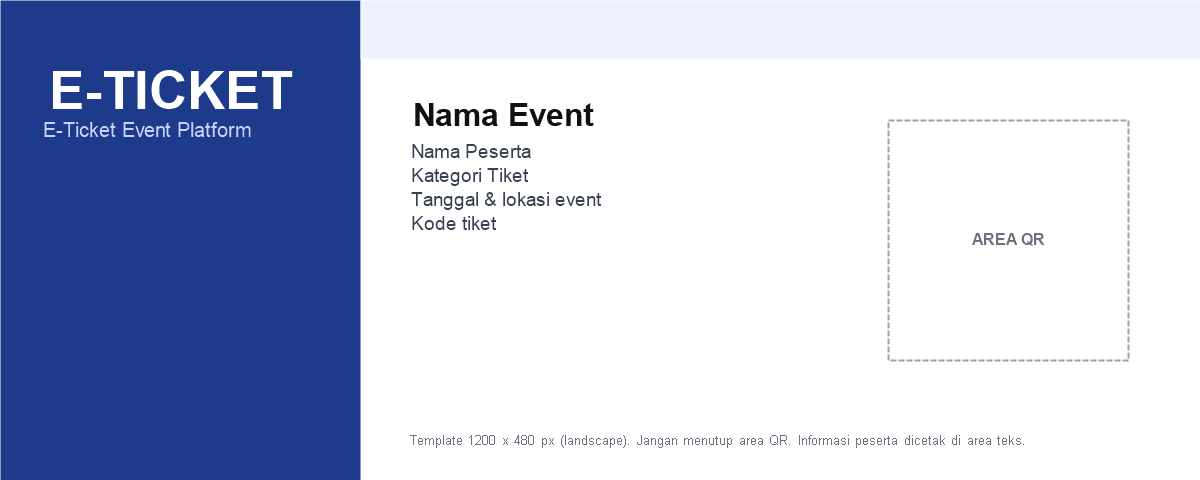 E-TICKET
E-Ticket Event Platform
Nama Event
Nama Peserta
Kategori Tiket
Tanggal & lokasi event
Kode tiket
AREA QR
Template 1200 x 480 px (landscape). Jangan menutup area QR. Informasi peserta dicetak di area teks.